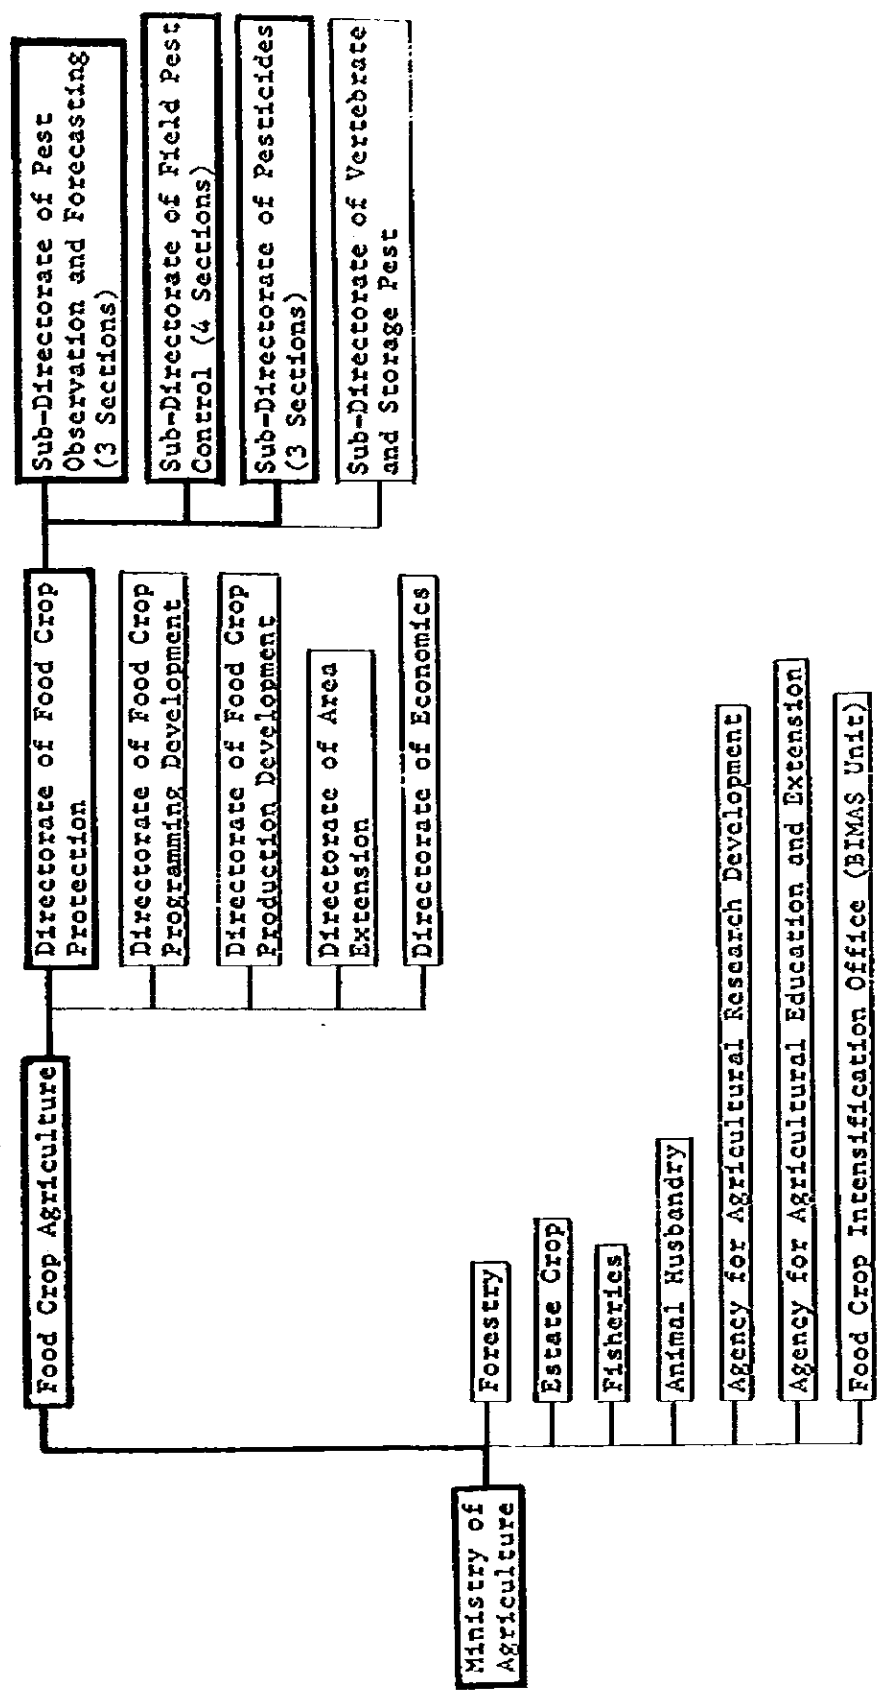 Ministry of
Agriculture
Food Crop Agriculture
Forestry
Estate Crop
Fisheries
Animal Husbandry
Agency for Agricultural Research Development
Agency for Agricultural Education and Extension
Food Crop Intensification Office (BIMAS Unit)
Directorate of Food Crop
Protection
Directorate of Food Crop
Programming Development
Directorate of Food Crop
Production Development
Directorate of Area
Extension
Directorate of Economics
Sub-Directorate of Pest
Observation and Forecasting
(3 Sections)
Sub-Directorate of Field Pest
Control (4 Sections)
Sub-Directorate of Pesticides
(3 Sections)
Sub-Directorate of Vertebrate
and Storage Pest